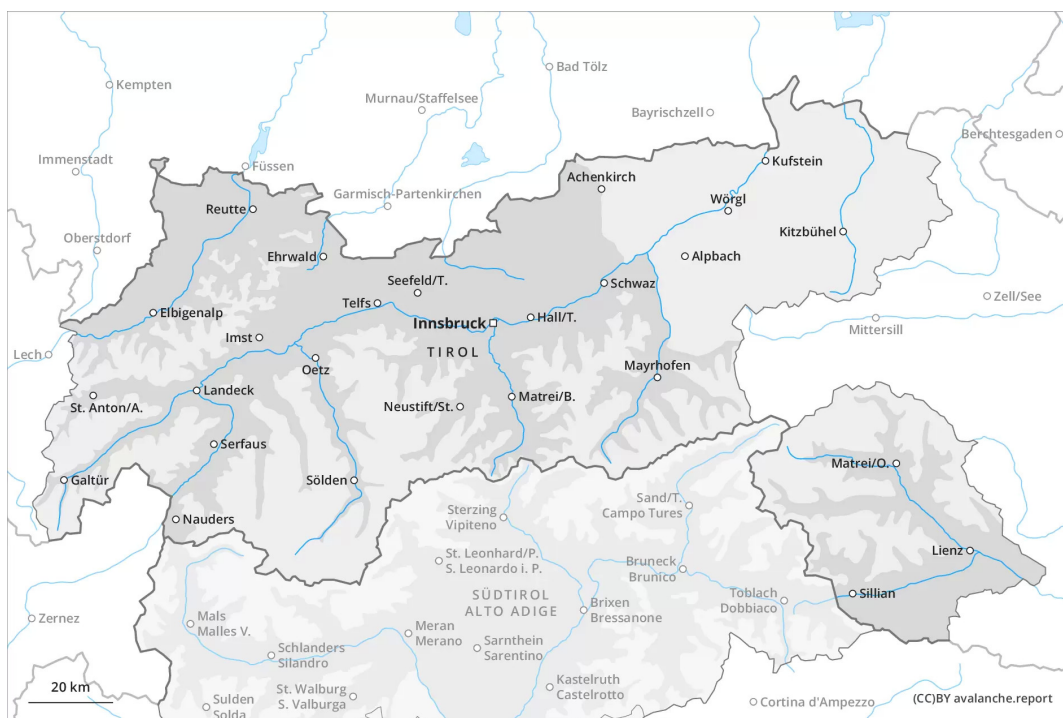 Kempten
Bad Tölz
Murnau/Staffelsee
Bayrischzell
Berchtesgaden
Immenstadt
Füssen
Kufstein
Achenkirch
Garmisch-Partenkirchen
Reutte
Wörgl
Kitzbühel
Oberstdorf
Ehrwald
Alpbach
Seefeld/T.
Schwaz
Zell/See
Telfs
Elbigenalp
Innsbruck
Hall/T.
Mittersill
Imst
TIROL
Lech
Oetz
Mayrhofen
Landeck
St. Anton/A.
Neustift/St.
Matrei/B.
Serfaus
Matrei/O.
Galtür
Sölden
Sand/T.
Campo Tures
Sterzing
Vipiteno
Nauders
Lienz
St. Leonhard/P.
S. Leonardo i. P.
Bruneck
Brunico
Sillian
SÜDTIROL
ALTO ADIGE
Toblach
Dobbiaco
Brixen
Bressanone
Zernez
Mals
Malles V.
Meran
Merano
Sarnthein
Sarentino
Schlanders
Silandro
20 km
St. Walburg
S. Valburga
Kastelruth
Castelrotto
Sulden
Solda
Cortina d'Ampezzo
(CC)BY avalanche.report